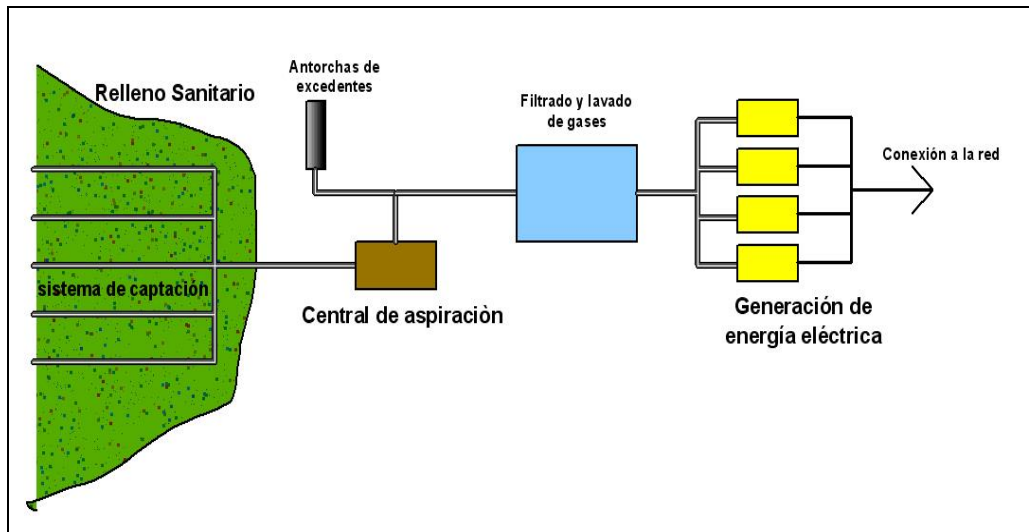 Relleno Sanitario
sistema de captación
Antorchas de
excedentes
Central de aspiraciòn
Filtrado y lavado
de gases
Generación de
energía eléctrica
Conexión a la red